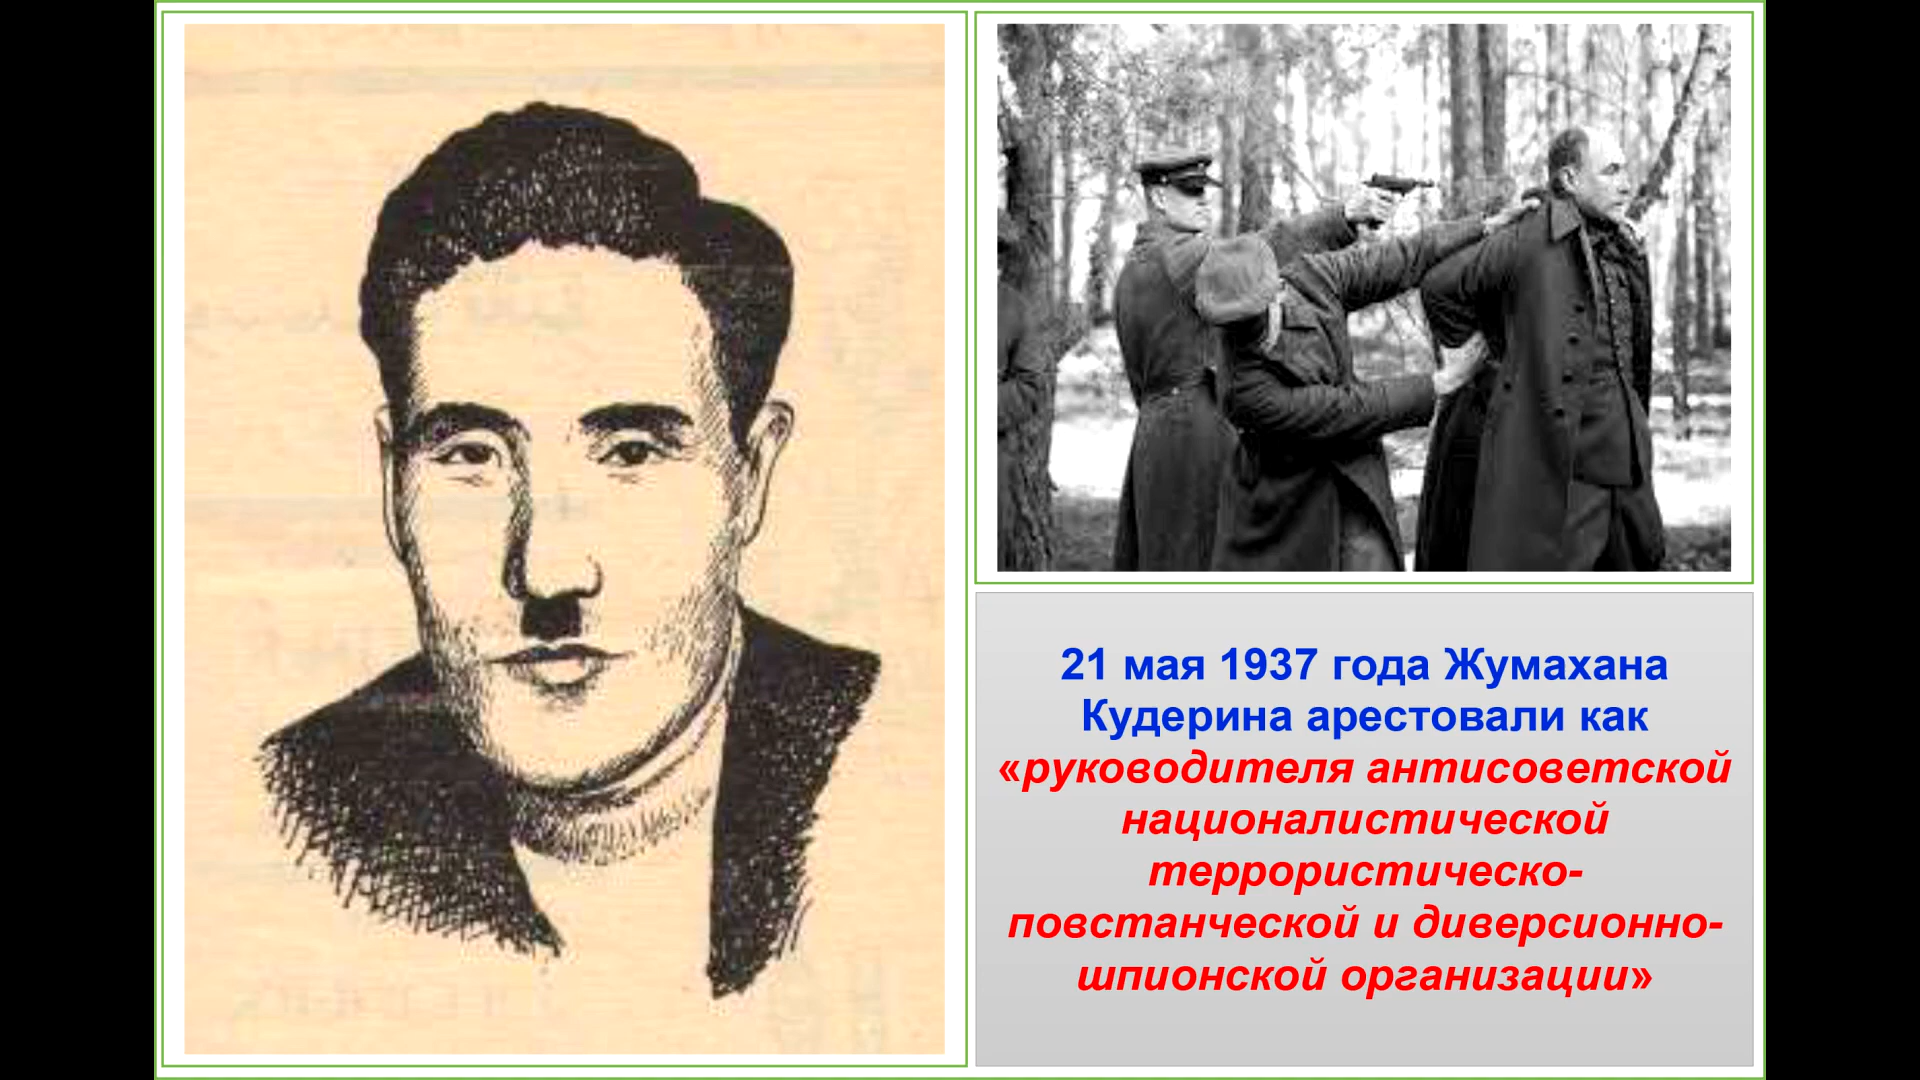 21 мая 1937 года Жумахана
Кудерина арестовали как
«руководителя антисоветской
националистической
террористическо-
повстанческой и диверсионно-
шпионской организации»